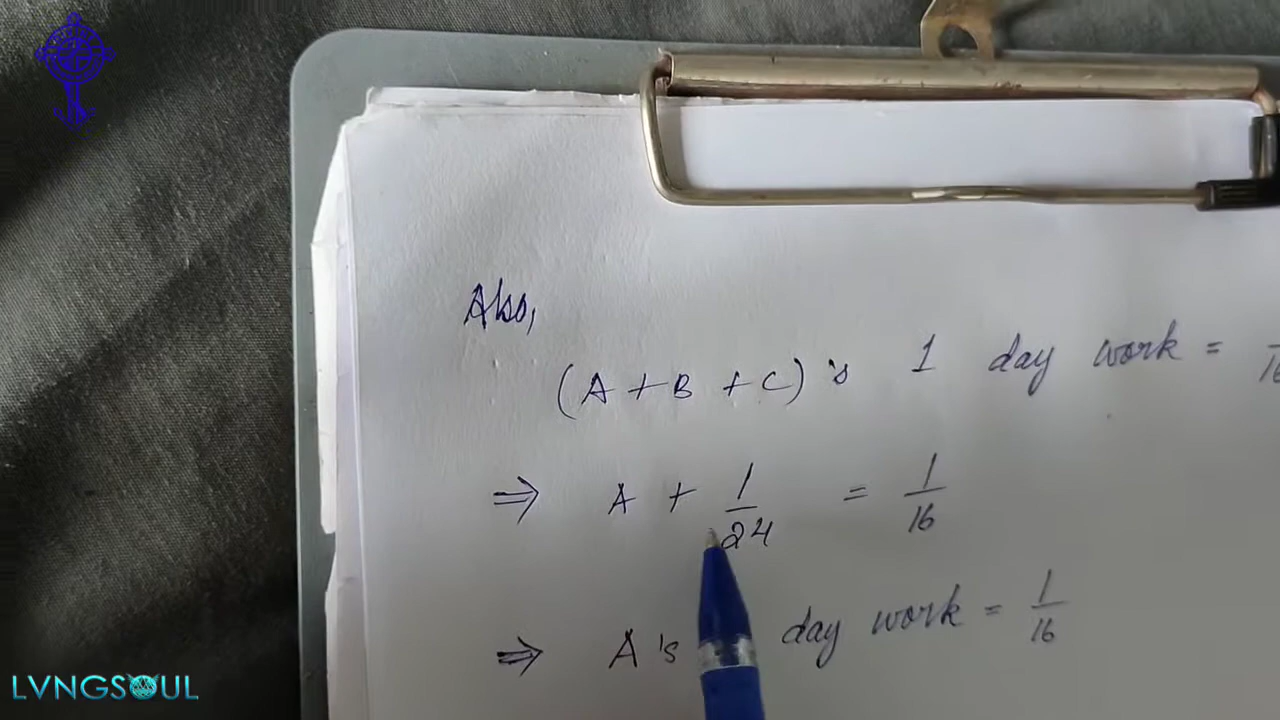 Also,
(A + B + C)'s 1 day work =
⇒ A + 1/24 = 1/16
⇒ A's day work = 1/16
LVNGSOUL